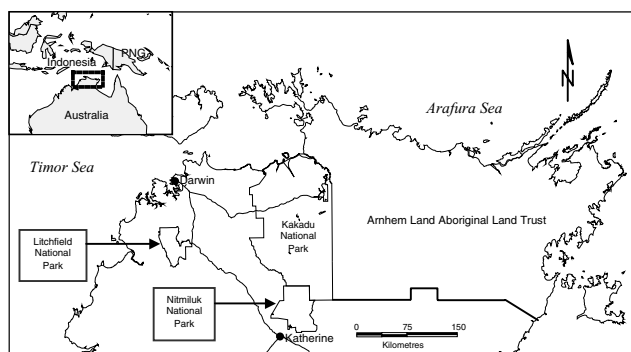 PNG
Indonesia
Australia
N
Arafura Sea
Timor Sea
Darwin
Kakadu
National
Park
Arnhem Land Aboriginal Land Trust
Litchfield
National
Park
Nitmiluk
National
Park
Katherine
0 75 150
Kilometres